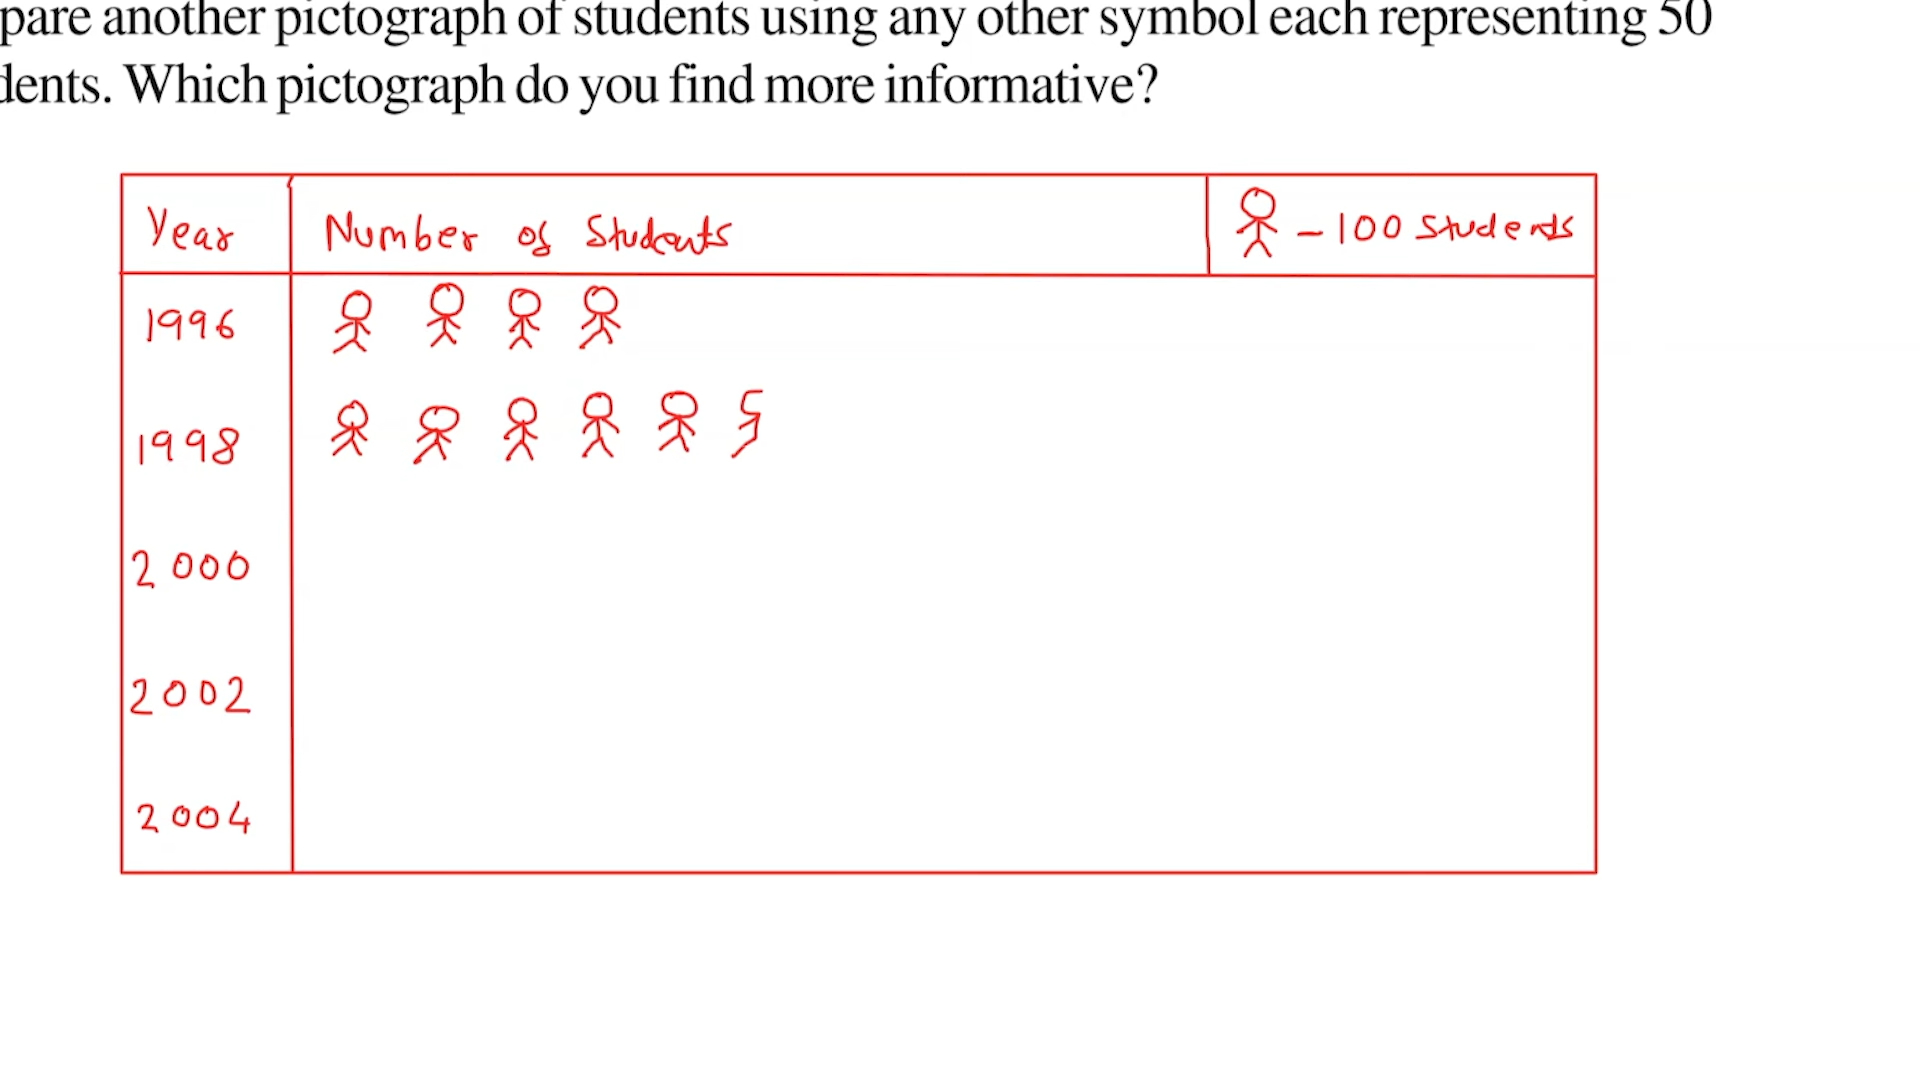 pare another pictograph of students using any other symbol each representing 50
dents. Which pictograph do you find more informative?
Year Number of Students - 100 Students
1996
1998
2000
2002
2004